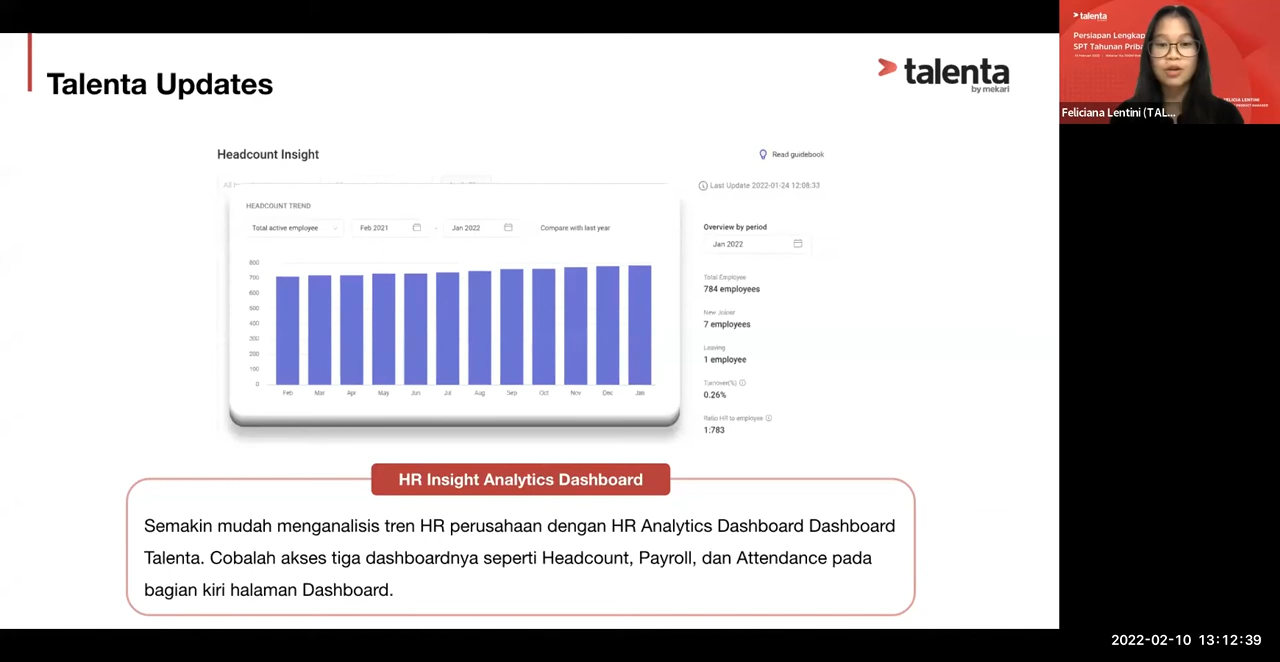 Talenta Updates
talenta
by mekari
Headcount Insight
Read guidebook
Last Update 2022-01-24 12:08:33
HEADCOUNT TREND
Total active employee
Feb 2021
-
Jan 2022
Compare with last year
800
700
600
500
400
300
200
100
0
Feb Mar Apr May Jun Jul Aug Sep Oct Nov Dec Jan
Overview by period
Jan 2022
Total Employee
784 employees
New Joiner
7 employees
Leaving
1 employee
Turnover(%)
0.26%
Ratio HR to employee
1:783
HR Insight Analytics Dashboard
Semakin mudah menganalisis tren HR perusahaan dengan HR Analytics Dashboard Dashboard
Talenta. Cobalah akses tiga dashboardnya seperti Headcount, Payroll, dan Attendance pada
bagian kiri halaman Dashboard.
talenta
Persiapan Lengkap
SPT Tahunan Priba
FELICIA LENTINI
PRODUCT MANAGER
Feliciana Lentini (TAL...
2022-02-10 13:12:39